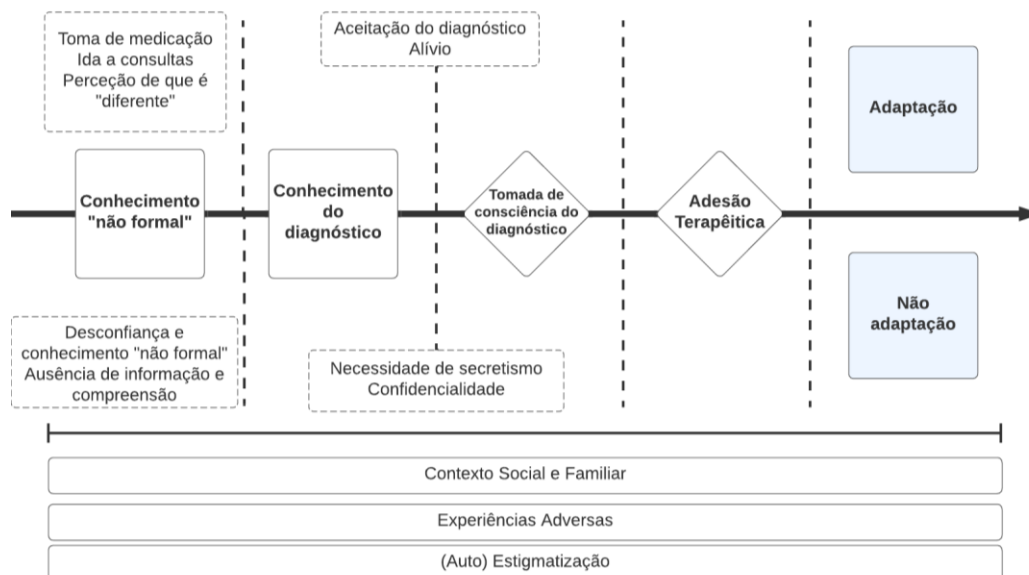 Toma de medicação
Ida a consultas
Perceção de que é
"diferente"
Aceitação do diagnóstico
Alívio
Adaptação
Conhecimento
"não formal"
Conhecimento
do
diagnóstico
Tomada de
consciência do
diagnóstico
Adesão
Terapêitica
Não
adaptação
Desconfiança e
conhecimento "não formal"
Ausência de informação e
compreensão
Necessidade de secretismo
Confidencialidade
Contexto Social e Familiar
Experiências Adversas
(Auto) Estigmatização